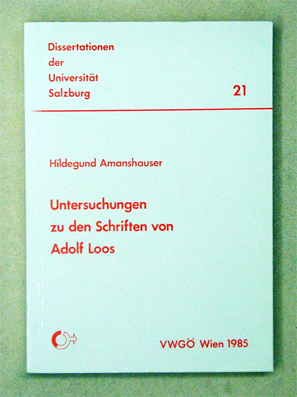 Dissertationen
der
Universität
Salzburg 21
Hildegund Amanshauser
Untersuchungen
zu den Schriften von
Adolf Loos
VWGÖ Wien 1985